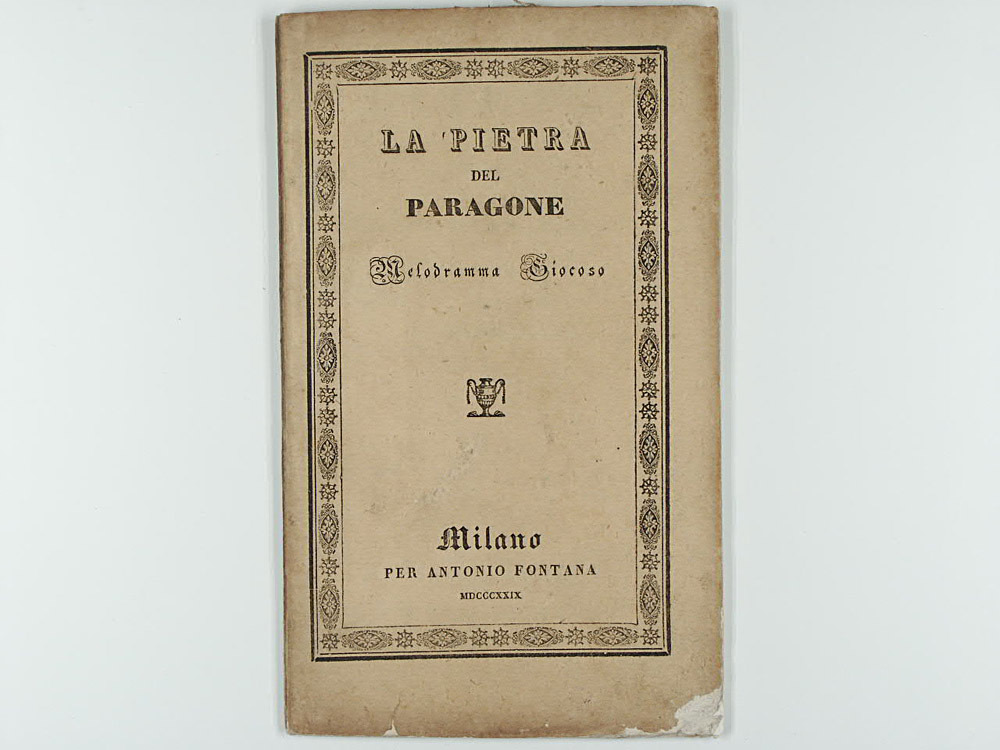 LA PIETRA
DEL
PARAGONE
Melodramma Giocoso
Milano
PER ANTONIO FONTANA
MDCCCXXIX